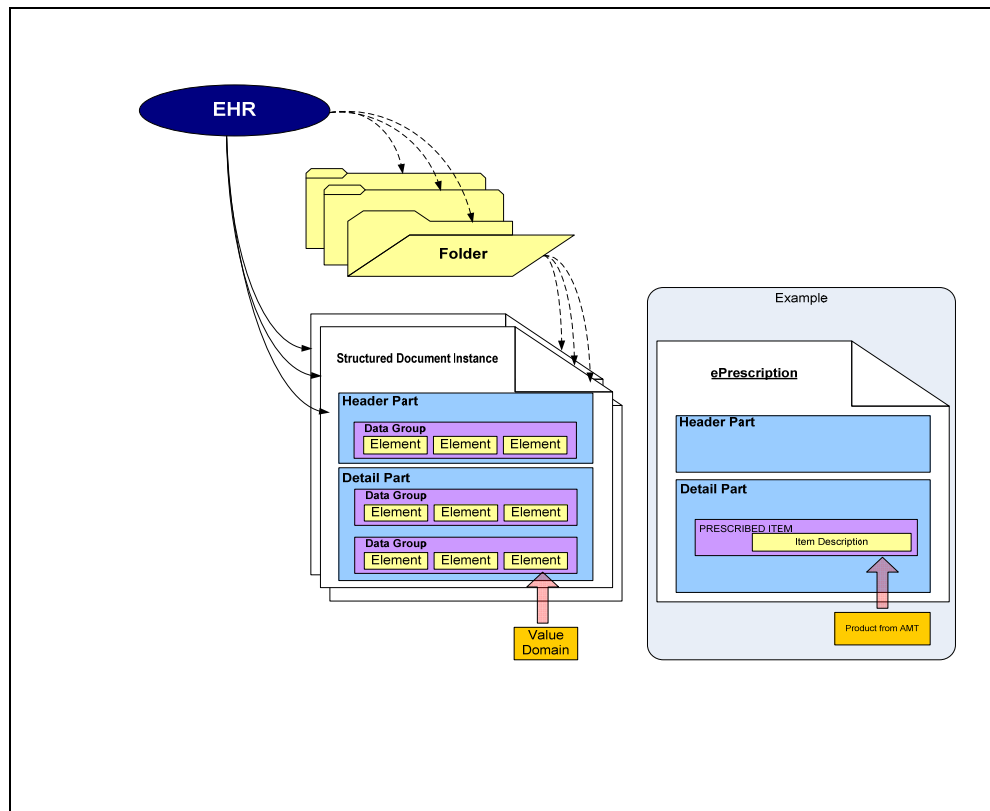 EHR
Folder
Structured Document Instance
Header Part
Data Group
Element Element Element
Detail Part
Data Group
Element Element Element
Data Group
Element Element Element
Value
Domain
Example
ePrescription
Header Part
Detail Part
PRESCRIBED ITEM
Item Description
Product from AMT